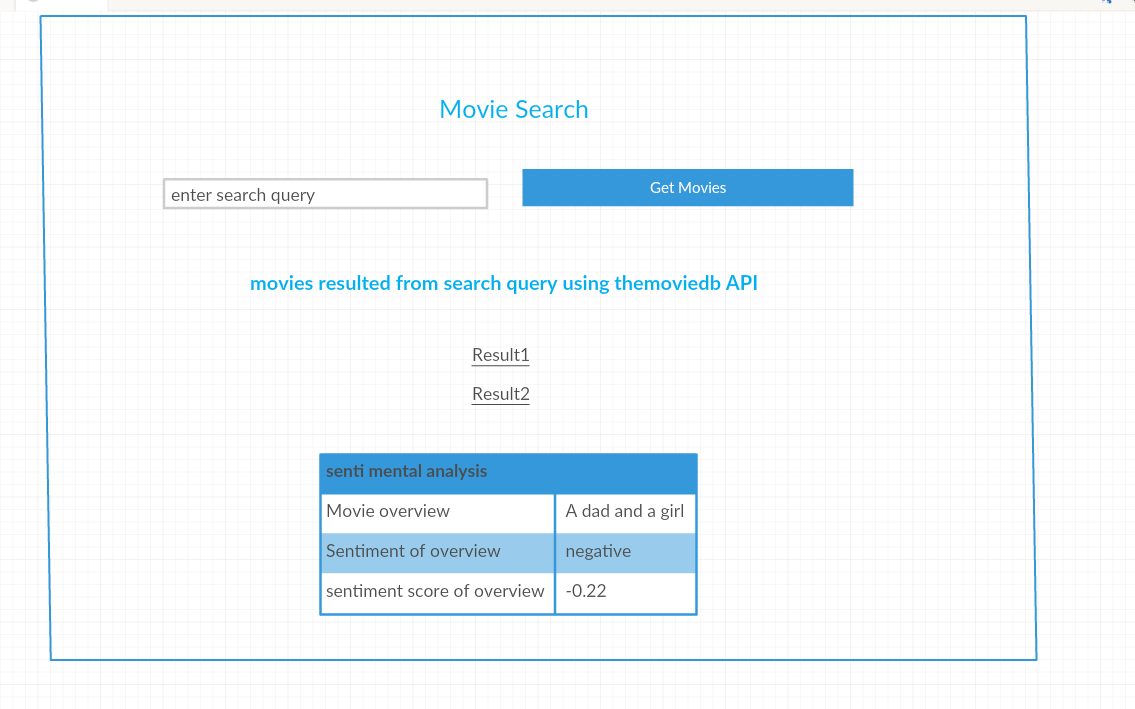 Movie Search
enter search query
Get Movies
movies resulted from search query using themoviedb API
Result1
Result2
senti mental analysis
Movie overview A dad and a girl
Sentiment of overview negative
sentiment score of overview -0.22